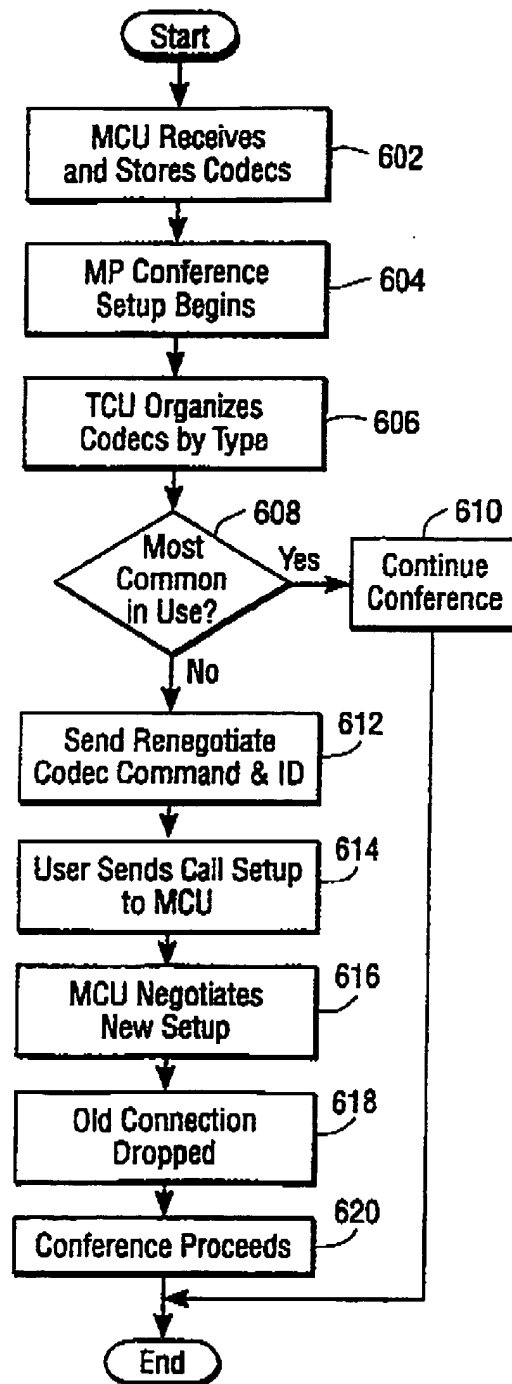 Start
MCU Receives
and Stores Codecs
602
MP Conference
Setup Begins
604
TCU Organizes
Codecs by Type
606
608
Most
Common
in Use?
Yes
No
610
Continue
Conference
Send Renegotiate
Codec Command & ID
612
User Sends Call Setup
to MCU
614
MCU Negotiates
New Setup
616
Old Connection
Dropped
618
Conference Proceeds
620
End